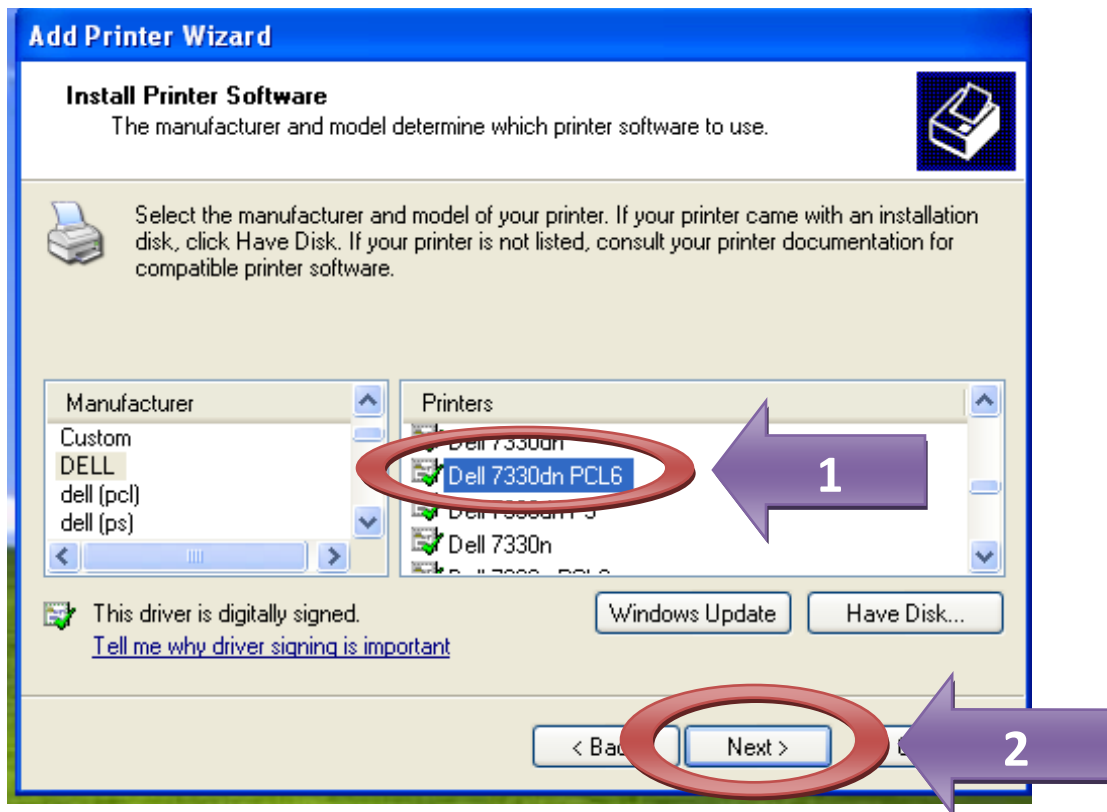 Add Printer Wizard
Install Printer Software
The manufacturer and model determine which printer software to use.
Select the manufacturer and model of your printer. If your printer came with an installation
disk, click Have Disk. If your printer is not listed, consult your printer documentation for
compatible printer software.
Manufacturer
Custom
DELL
dell (pcl)
dell (ps)
Printers
Dell 7330dn
Dell 7330dn PCL6
Dell 7330n
1
This driver is digitally signed.
Tell me why driver signing is important
Windows Update
Have Disk...
< Bac
Next >
2